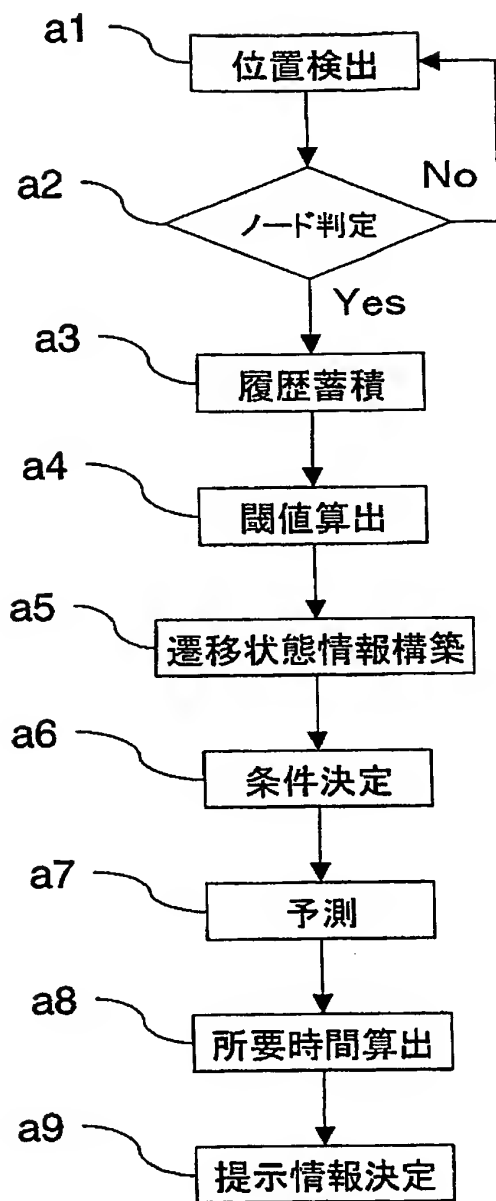 a1
位置検出
No
a2
ノード判定
Yes
a3
履歴蓄積
a4
閾値算出
a5
遷移状態情報構築
a6
条件決定
a7
予測
a8
所要時間算出
a9
提示情報決定